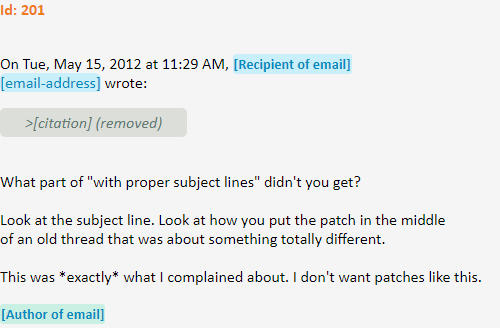 Id: 201
On Tue, May 15, 2012 at 11:29 AM, [Recipient of email]
[email-address] wrote:
>[citation] (removed)
What part of "with proper subject lines" didn't you get?
Look at the subject line. Look at how you put the patch in the middle
of an old thread that was about something totally different.
This was *exactly* what I complained about. I don't want patches like this.
[Author of email]